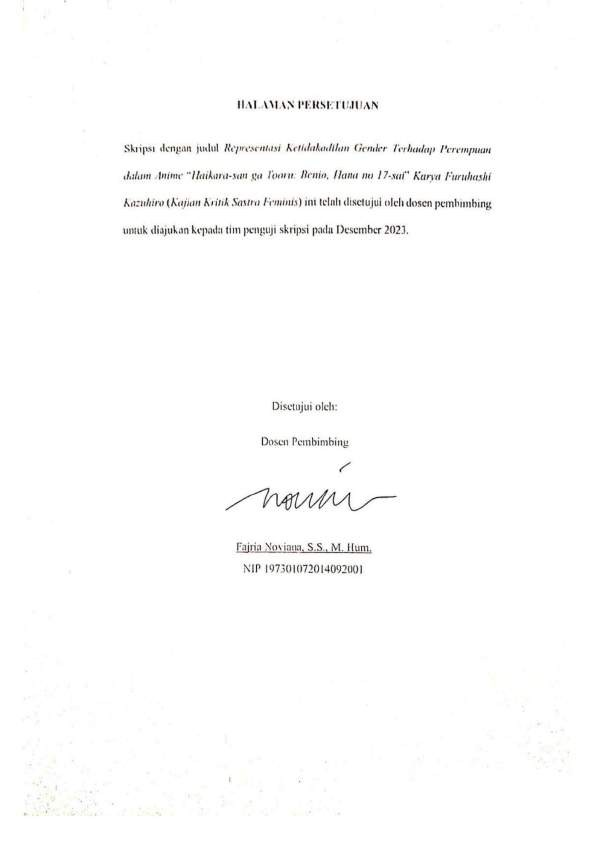 HALAMAN PERSETUJUAN
Skripsi dengan judul Representasi Ketidakadilan Gender Terhadap Perempuan
dalam Anime “Haikara-san ga Tooru: Benio, Hana no 17-sai” Karya Furuhashi
Kazuhiro (Kajian Kritik Sastra Feminis) ini telah disetujui oleh dosen pembimbing
untuk diajukan kepada tim penguji skripsi pada Desember 2023.
Disetujui oleh:
Dosen Pembimbing
Fajria Noviana, S.S., M. Hum.
NIP 197301072014092001